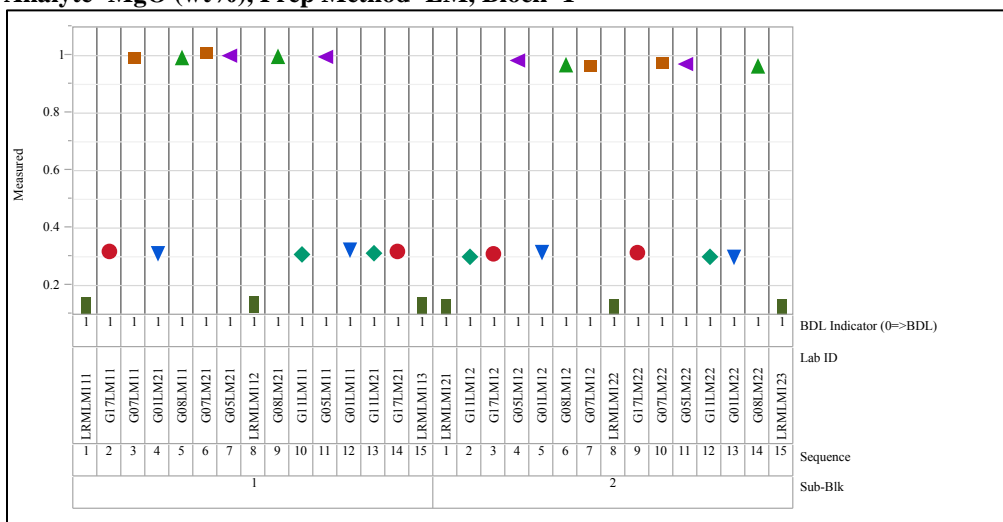 Analyte=MgO (wt%), Prep Method=LM, Block=1
Measured
1
0.8
0.6
0.4
0.2
1 1 1 1 1 1 1 1 1 1 1 1 1 1 1 1 1 1 1 1 1 1 1 1 1 1 1 1 1 1 BDL Indicator (0=>BDL)
LRMLM111 G17LM11 G07LM11 G01LM21 G08LM11 G07LM21 G05LM21 LRMLM112 G08LM21 G11LM11 G05LM11 G01LM11 G11LM21 G17LM21 LRMLM113 LRMLM121 G11LM12 G17LM12 G05LM12 G01LM12 G08LM12 G07LM12 LRMLM122 G17LM22 G07LM22 G05LM22 G11LM22 G01LM22 G08LM22 LRMLM123 Lab ID
1 2 3 4 5 6 7 8 9 10 11 12 13 14 15 1 2 3 4 5 6 7 8 9 10 11 12 13 14 15 Sequence
1 2 Sub-Blk